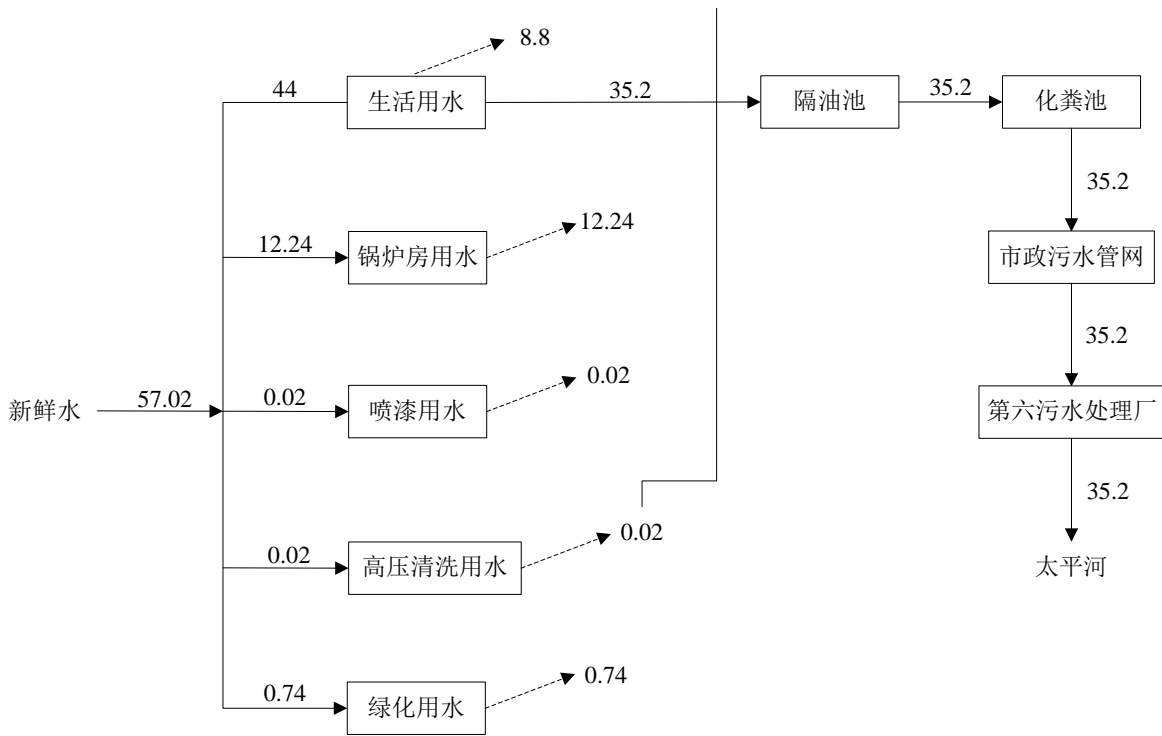 8.8
44
生活用水
35.2
隔油池
35.2
化粪池
35.2
12.24
锅炉房用水
12.24
市政污水管网
35.2
新鲜水
57.02
0.02
喷漆用水
0.02
第六污水处理厂
35.2
0.02
高压清洗用水
0.02
太平河
0.74
绿化用水
0.74